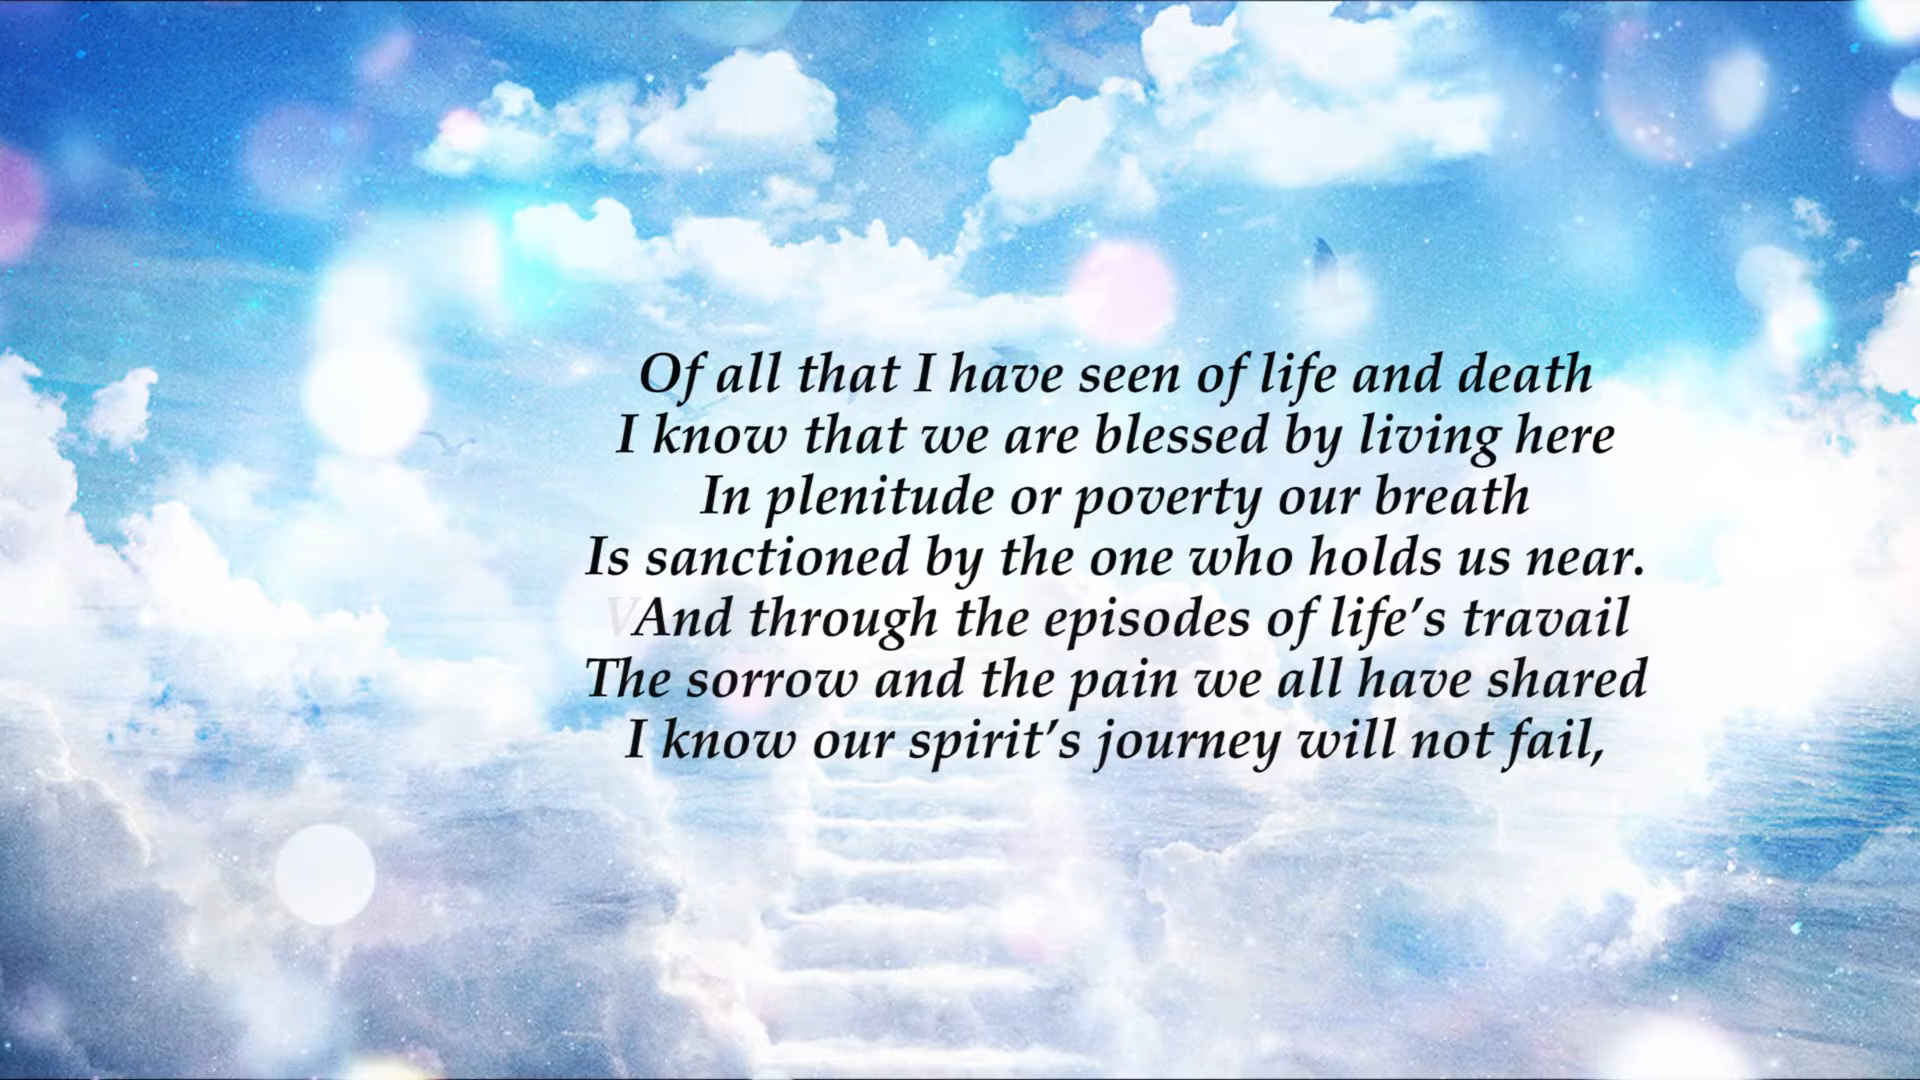 Of all that I have seen of life and death
I know that we are blessed by living here
In plenitude or poverty our breath
Is sanctioned by the one who holds us near.
And through the episodes of life’s travail
The sorrow and the pain we all have shared
I know our spirit’s journey will not fail,